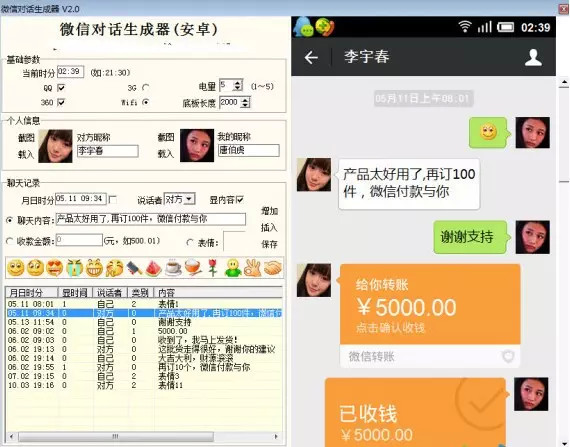 微信对话生成器 V2.0
微信对话生成器(安卓)
基础参数
当前时分 02:39 (如:21:30)
电量 5 (1～5)
QQ 3G
360 Wifi 底板长度 2000
个人信息
截图 对方昵称 截图 我的昵称
载入 李宇春 载入 唐伯虎
聊天记录
月日时分 05.11 09:34 说话者 对方 显内容
聊天内容: 产品太好用了,再订100件，微信付款与你
增加
插入
收款金额: 0 (元，如500.01) 表情:
保存
月日时分 显时间 说话者 类别 内容
05.11 08:01 1 自己 2 表情1
05.11 09:34 0 对方 0 产品太好用了,再订100件，微信付
05.13 11:54 0 自己 0 谢谢支持
06.02 09:02 0 自己 1 5000.00
06.02 09:03 0 自己 0 收到了，我马上发货！
06.02 19:13 0 对方 0 这批货走得很好，谢谢你的建议
06.02 19:14 0 自己 0 大吉大利，财源滚滚
06.02 19:55 1 对方 0 再订10个，微信付款与你
07.02 19:15 0 自己 2 表情3
10.03 19:16 0 对方 2 表情11
02:39
李宇春
05月11日上午08:01
产品太好用了,再订100
件，微信付款与你
谢谢支持
给你转账
￥5000.00
点击确认收钱
微信转账
已收钱
￥5000.00